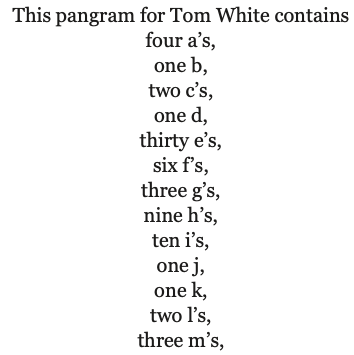 This pangram for Tom White contains
four a’s,
one b,
two c’s,
one d,
thirty e’s,
six f’s,
three g’s,
nine h’s,
ten i’s,
one j,
one k,
two l’s,
three m’s,